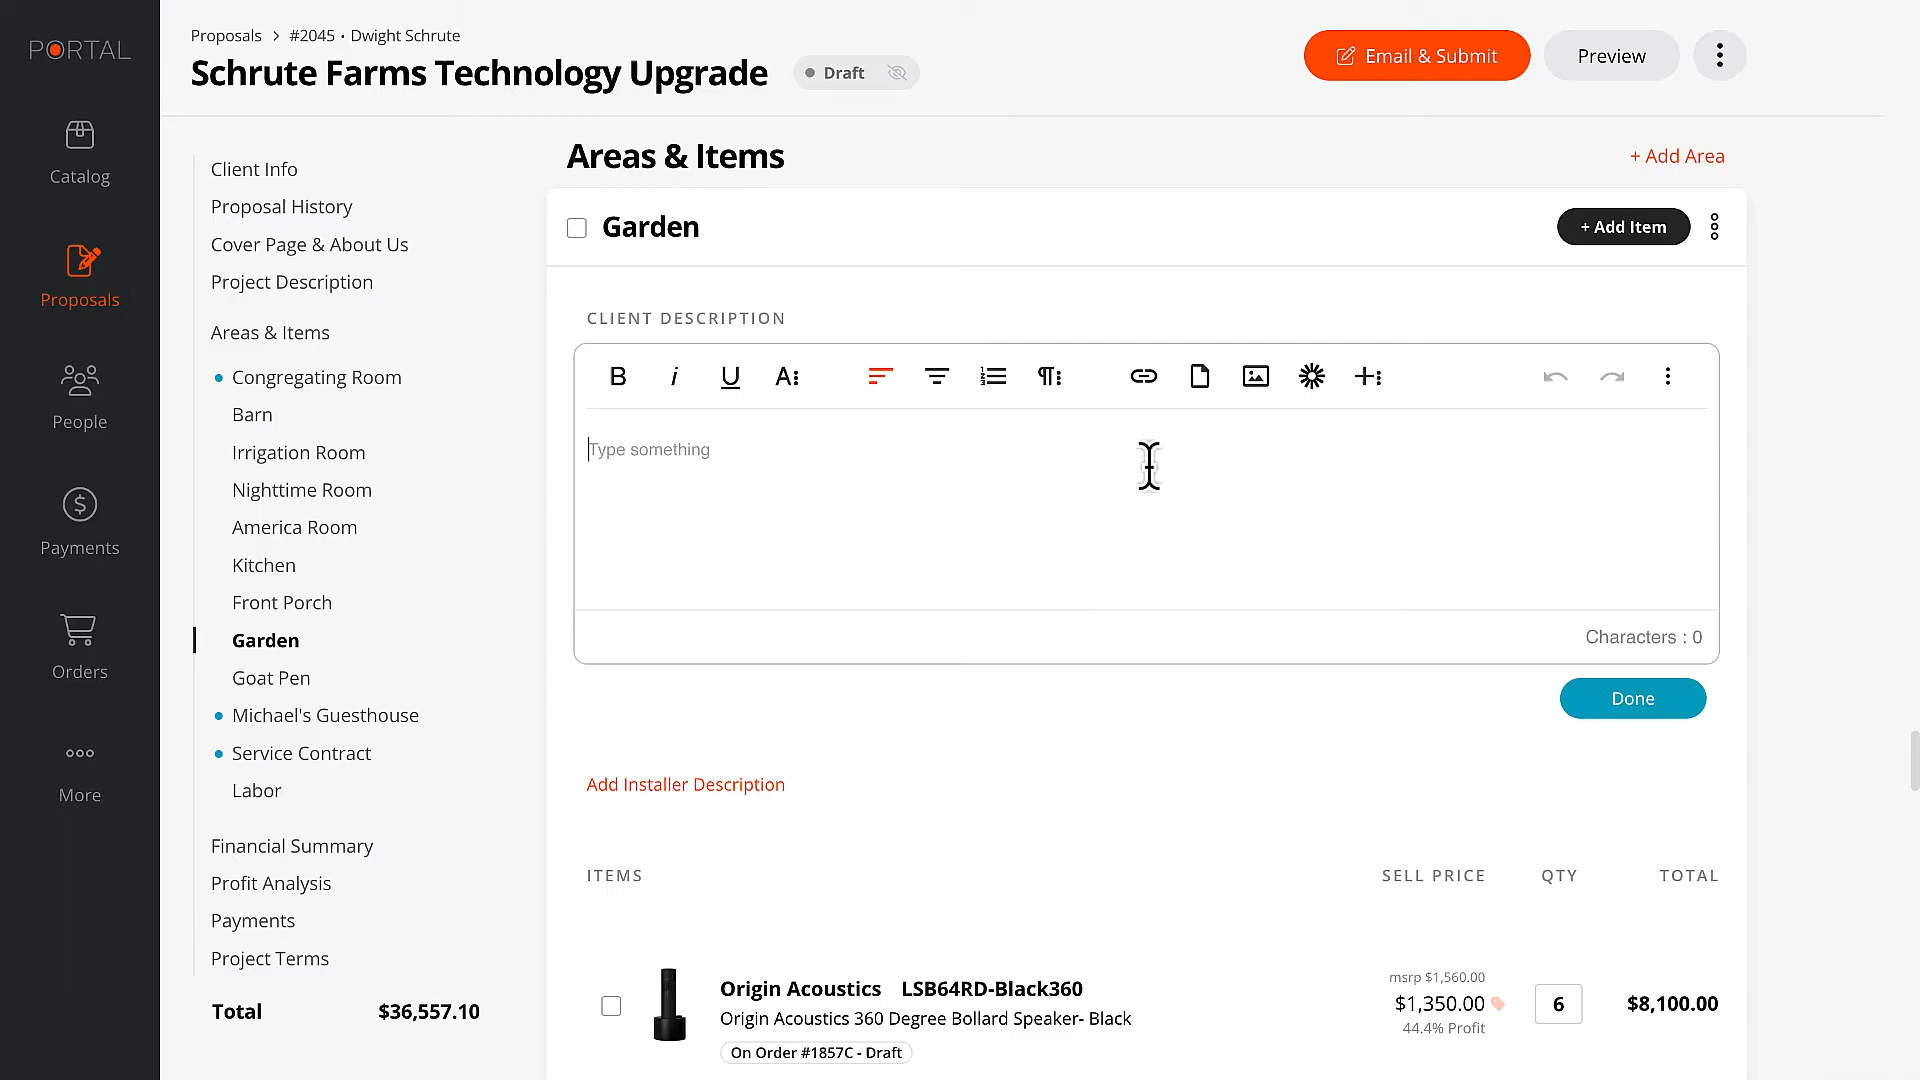 PORTAL
Catalog
Proposals
People
Payments
Orders
More
Proposals > #2045 • Dwight Schrute
Schrute Farms Technology Upgrade
Draft
Email & Submit
Preview
Client Info
Proposal History
Cover Page & About Us
Project Description
Areas & Items
Congregating Room
Barn
Irrigation Room
Nighttime Room
America Room
Kitchen
Front Porch
Garden
Goat Pen
Michael's Guesthouse
Service Contract
Labor
Financial Summary
Profit Analysis
Payments
Project Terms
Total $36,557.10
Areas & Items
+ Add Area
Garden
+ Add Item
CLIENT DESCRIPTION
B i U A
Type something
Characters : 0
Done
Add Installer Description
ITEMS SELL PRICE QTY TOTAL
Origin Acoustics LSB64RD-Black360
Origin Acoustics 360 Degree Bollard Speaker- Black
On Order #1857C - Draft
msrp $1,560.00
$1,350.00
44.4% Profit
6
$8,100.00